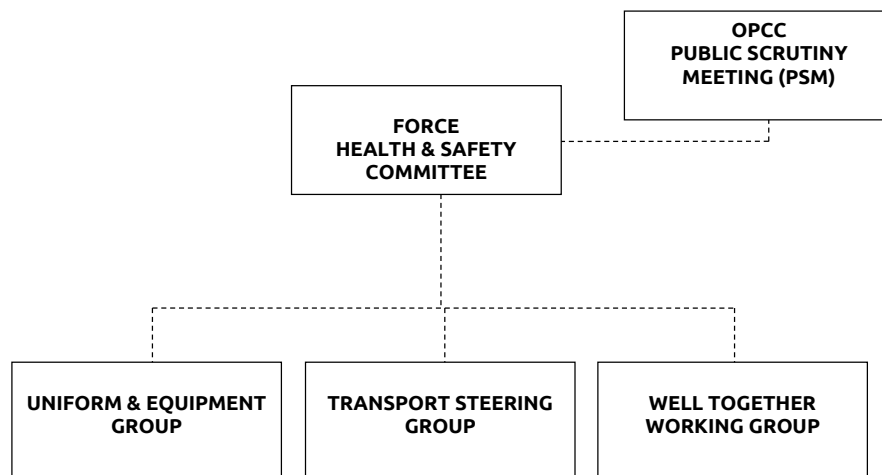 OPCC
PUBLIC SCRUTINY
MEETING (PSM)
FORCE
HEALTH & SAFETY
COMMITTEE
UNIFORM & EQUIPMENT
GROUP
TRANSPORT STEERING
GROUP
WELL TOGETHER
WORKING GROUP